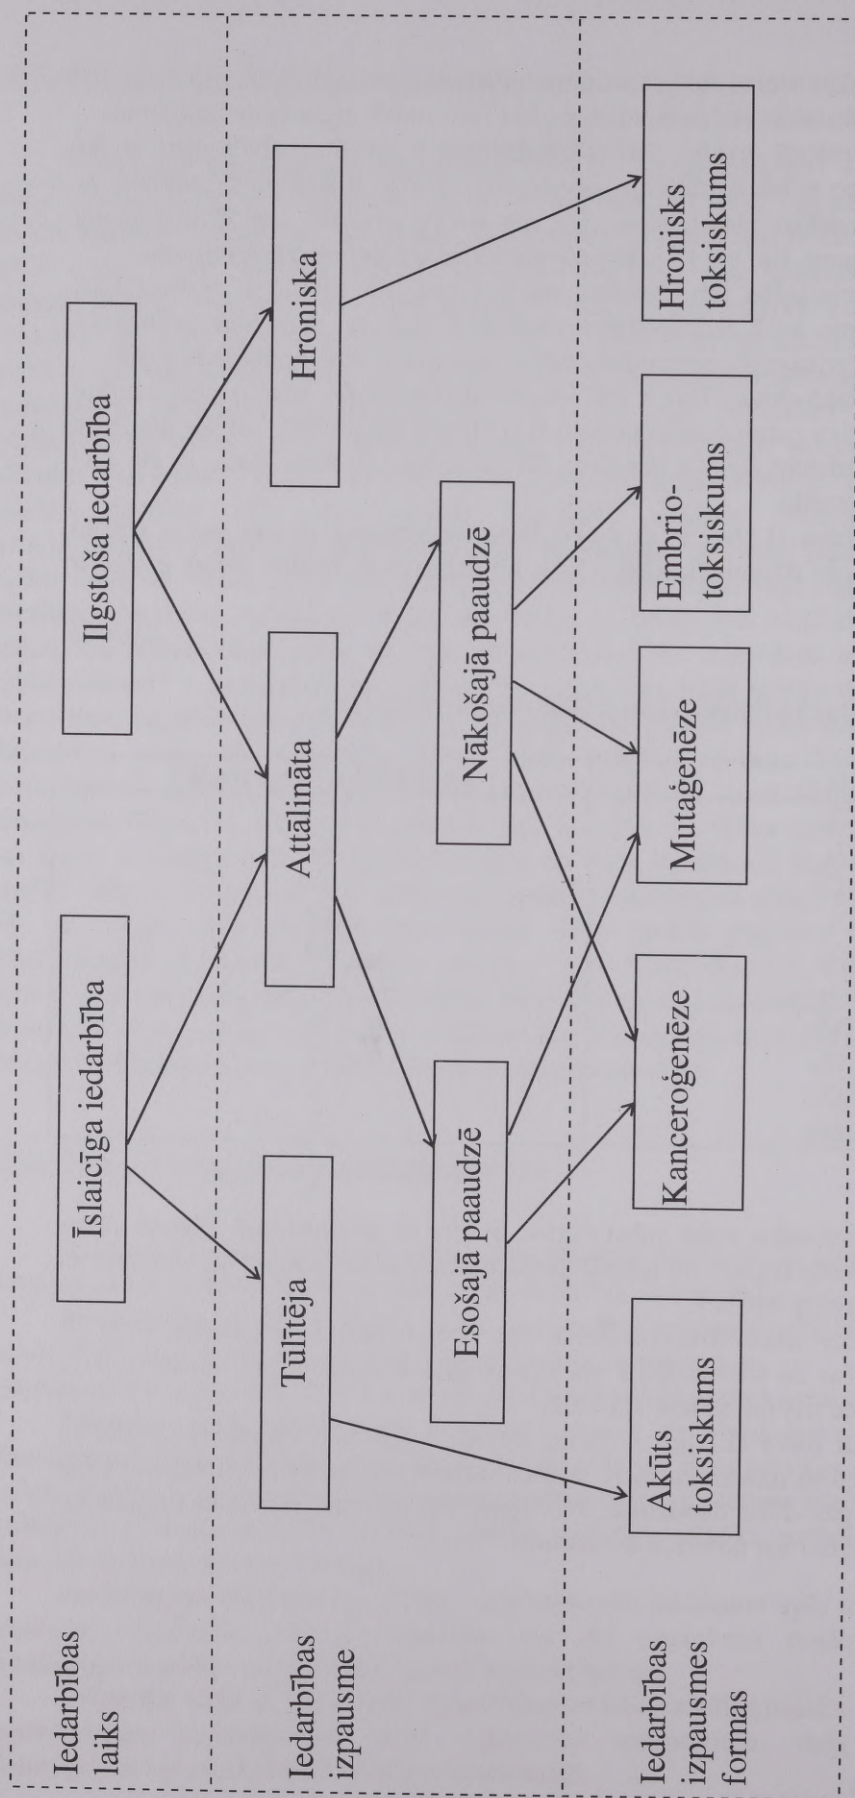 Iedarbības
laiks
Īslaicīga iedarbība
Ilgstoša iedarbība
Iedarbības
izpausme
Tūlītēja
Attālināta
Hroniska
Esošajā paaudzē
Nākošajā paaudzē
Iedarbības
izpausmes
formas
Akūts
toksiskums
Kanceroģenēze
Mutaģenēze
Embrio-
toksiskums
Hronisks
toksiskums